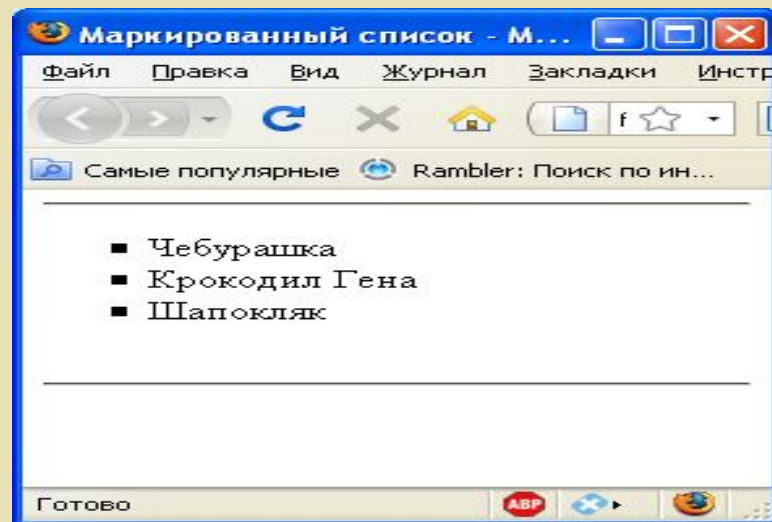 Маркированный список - М...
Файл Правка Вид Журнал Закладки Инстр
f
Самые популярные Rambler: Поиск по ин...
Чебурашка
Крокодил Гена
Шапокляк
Готово ABP